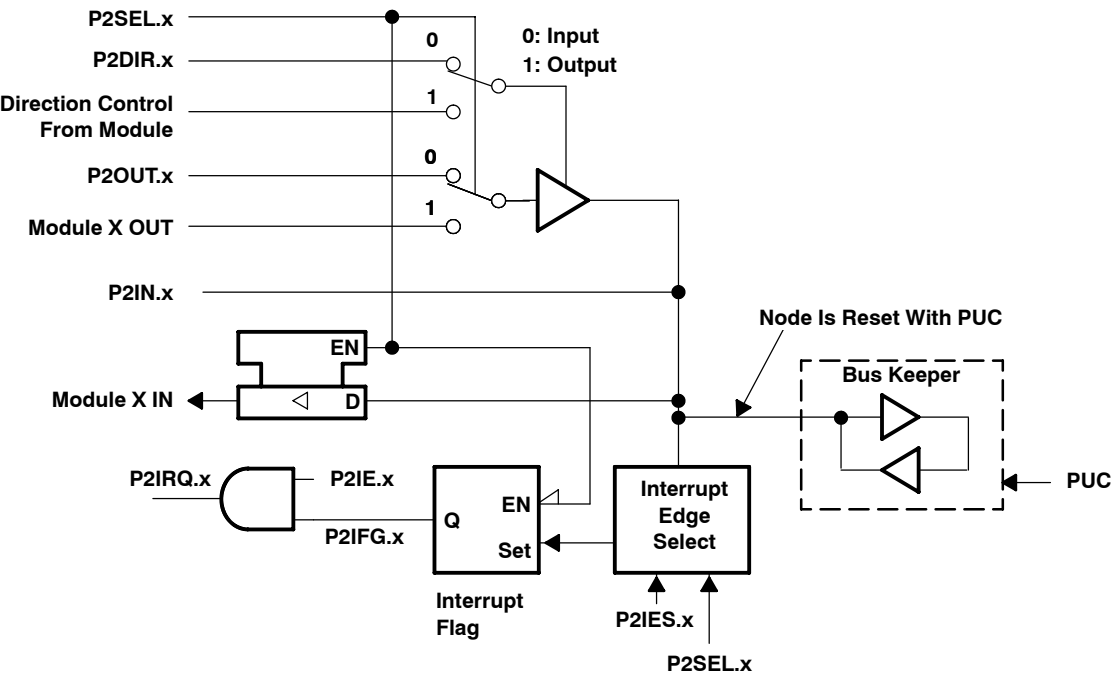 P2SEL.x
0
0: Input
P2DIR.x
1: Output
Direction Control
From Module
1
0
P2OUT.x
1
Module X OUT
P2IN.x
Node Is Reset With PUC
EN
Bus Keeper
Module X IN
D
P2IRQ.x
P2IE.x
PUC
Interrupt
Edge
Select
EN
Q
P2IFG.x
Set
Interrupt
Flag
P2IES.x
P2SEL.x